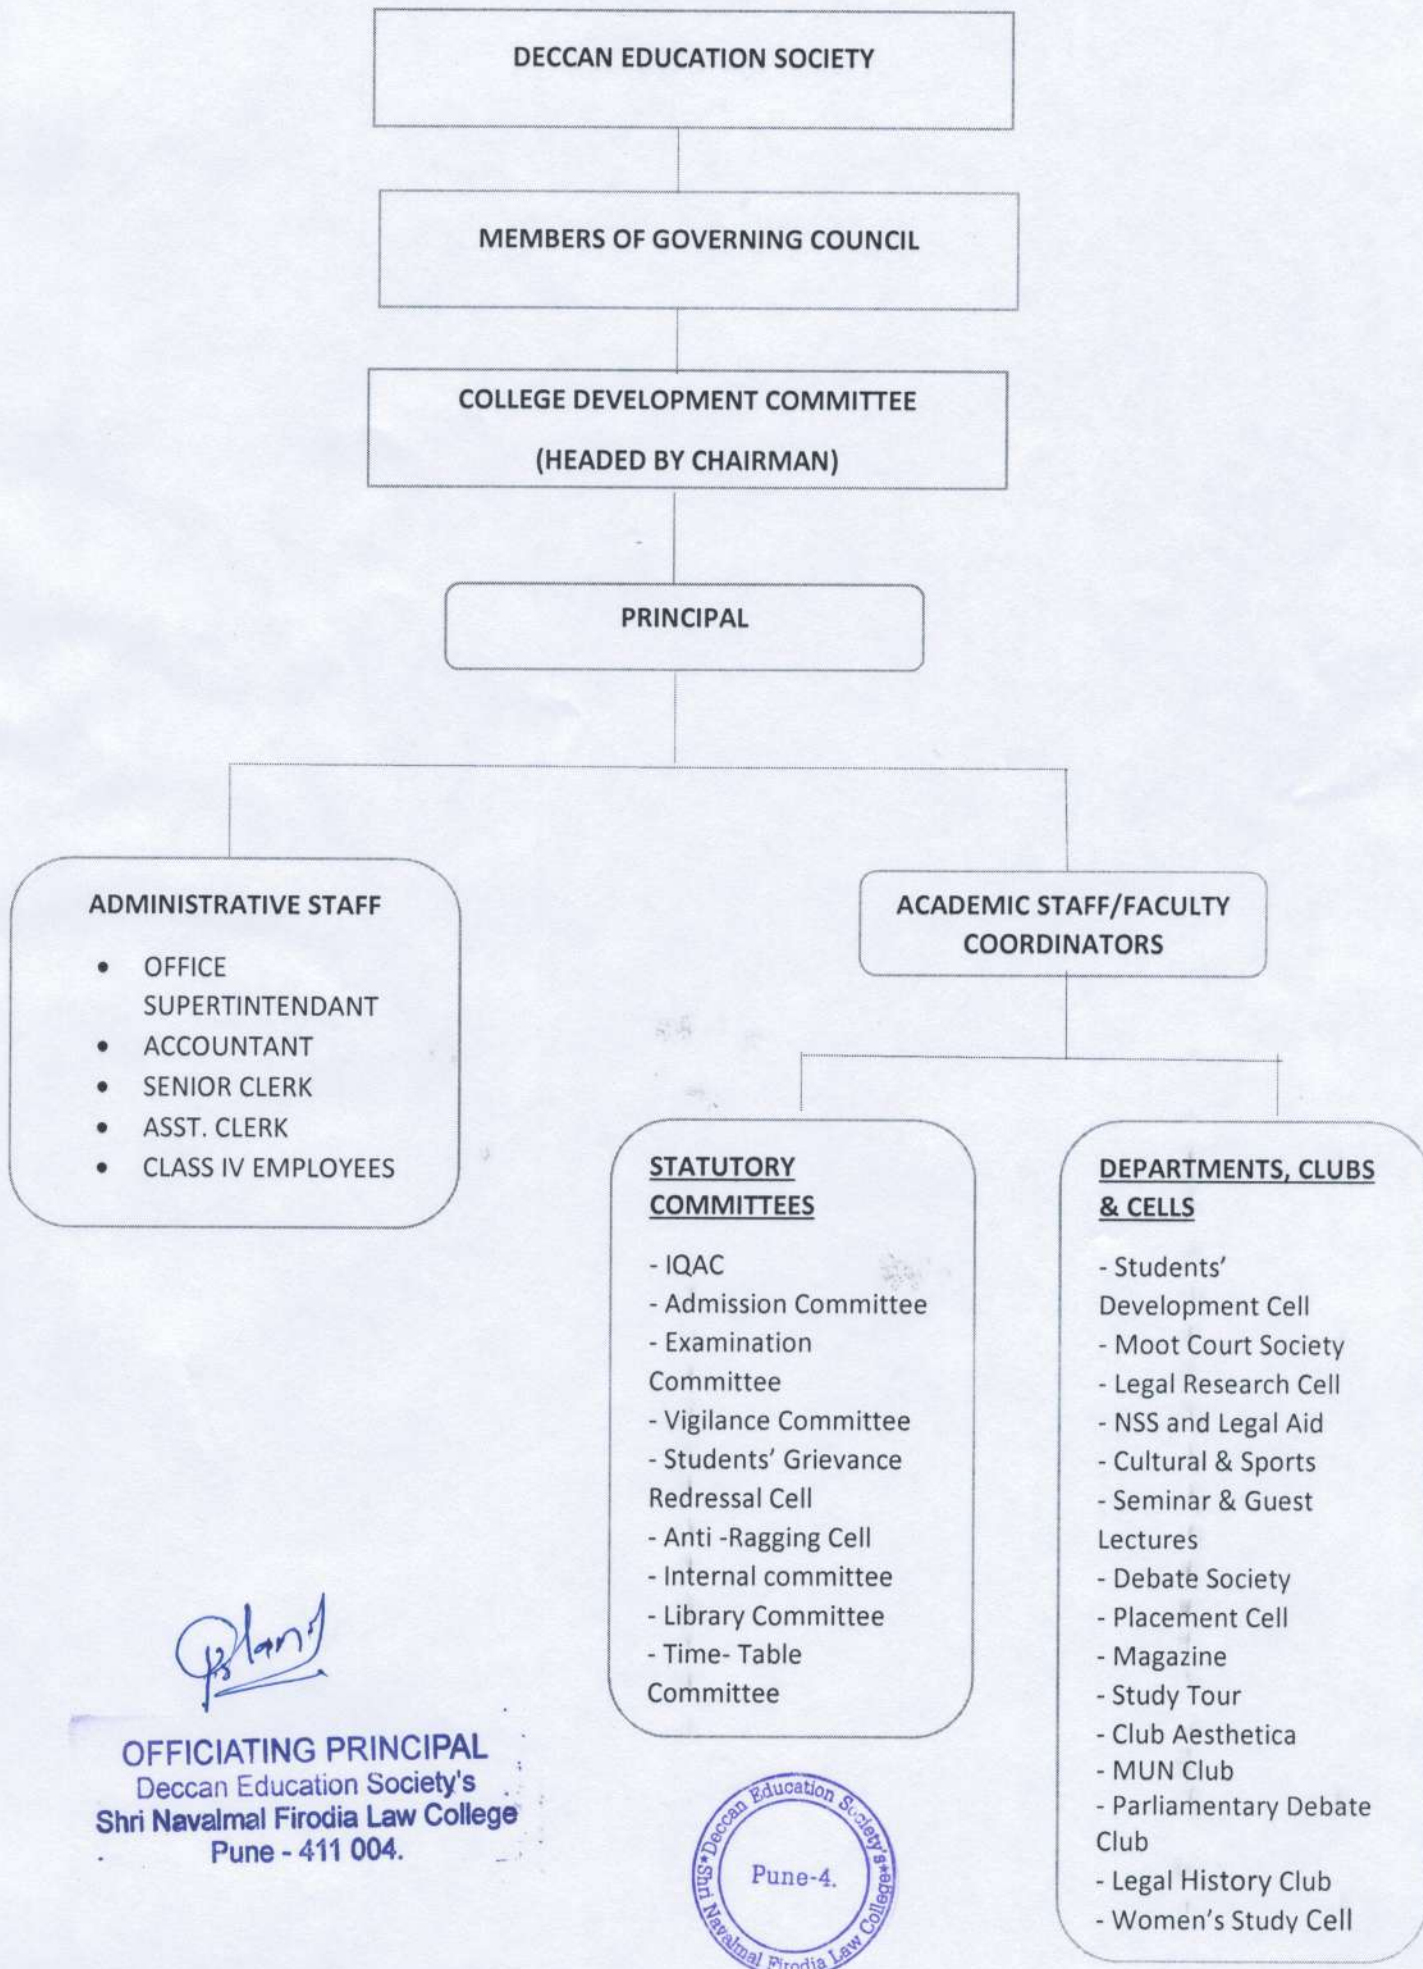 DECCAN EDUCATION SOCIETY
MEMBERS OF GOVERNING COUNCIL
COLLEGE DEVELOPMENT COMMITTEE
(HEADED BY CHAIRMAN)
PRINCIPAL
ADMINISTRATIVE STAFF
• OFFICE
SUPERTINTENDANT
• ACCOUNTANT
• SENIOR CLERK
• ASST. CLERK
• CLASS IV EMPLOYEES
ACADEMIC STAFF/FACULTY
COORDINATORS
STATUTORY
COMMITTEES
- IQAC
- Admission Committee
- Examination
Committee
- Vigilance Committee
- Students' Grievance
Redressal Cell
- Anti -Ragging Cell
- Internal committee
- Library Committee
- Time- Table
Committee
DEPARTMENTS, CLUBS
& CELLS
- Students'
Development Cell
- Moot Court Society
- Legal Research Cell
- NSS and Legal Aid
- Cultural & Sports
- Seminar & Guest
Lectures
- Debate Society
- Placement Cell
- Magazine
- Study Tour
- Club Aesthetica
- MUN Club
- Parliamentary Debate
Club
- Legal History Club
- Women's Study Cell
OFFICIATING PRINCIPAL
Deccan Education Society's
Shri Navalmal Firodia Law College
Pune - 411 004.
*Deccan Education Society's*
Shri Navalmal Firodia Law College
Pune-4.